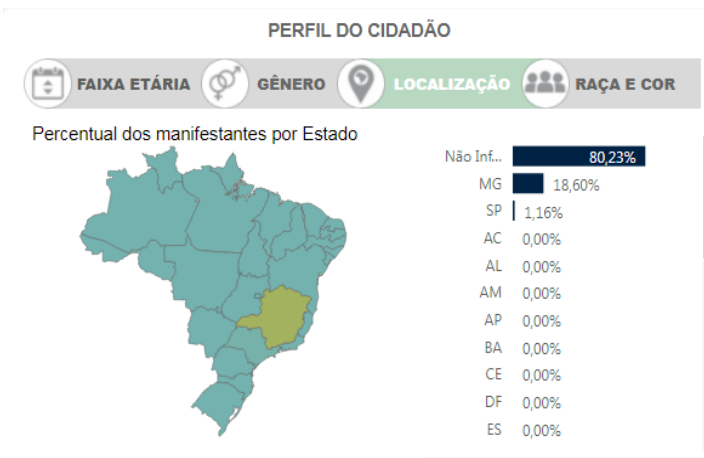 PERFIL DO CIDADÃO
FAIXA ETÁRIA GÊNERO LOCALIZAÇÃO RAÇA E COR
Percentual dos manifestantes por Estado
Não Inf... 80,23%
MG 18,60%
SP 1,16%
AC 0,00%
AL 0,00%
AM 0,00%
AP 0,00%
BA 0,00%
CE 0,00%
DF 0,00%
ES 0,00%